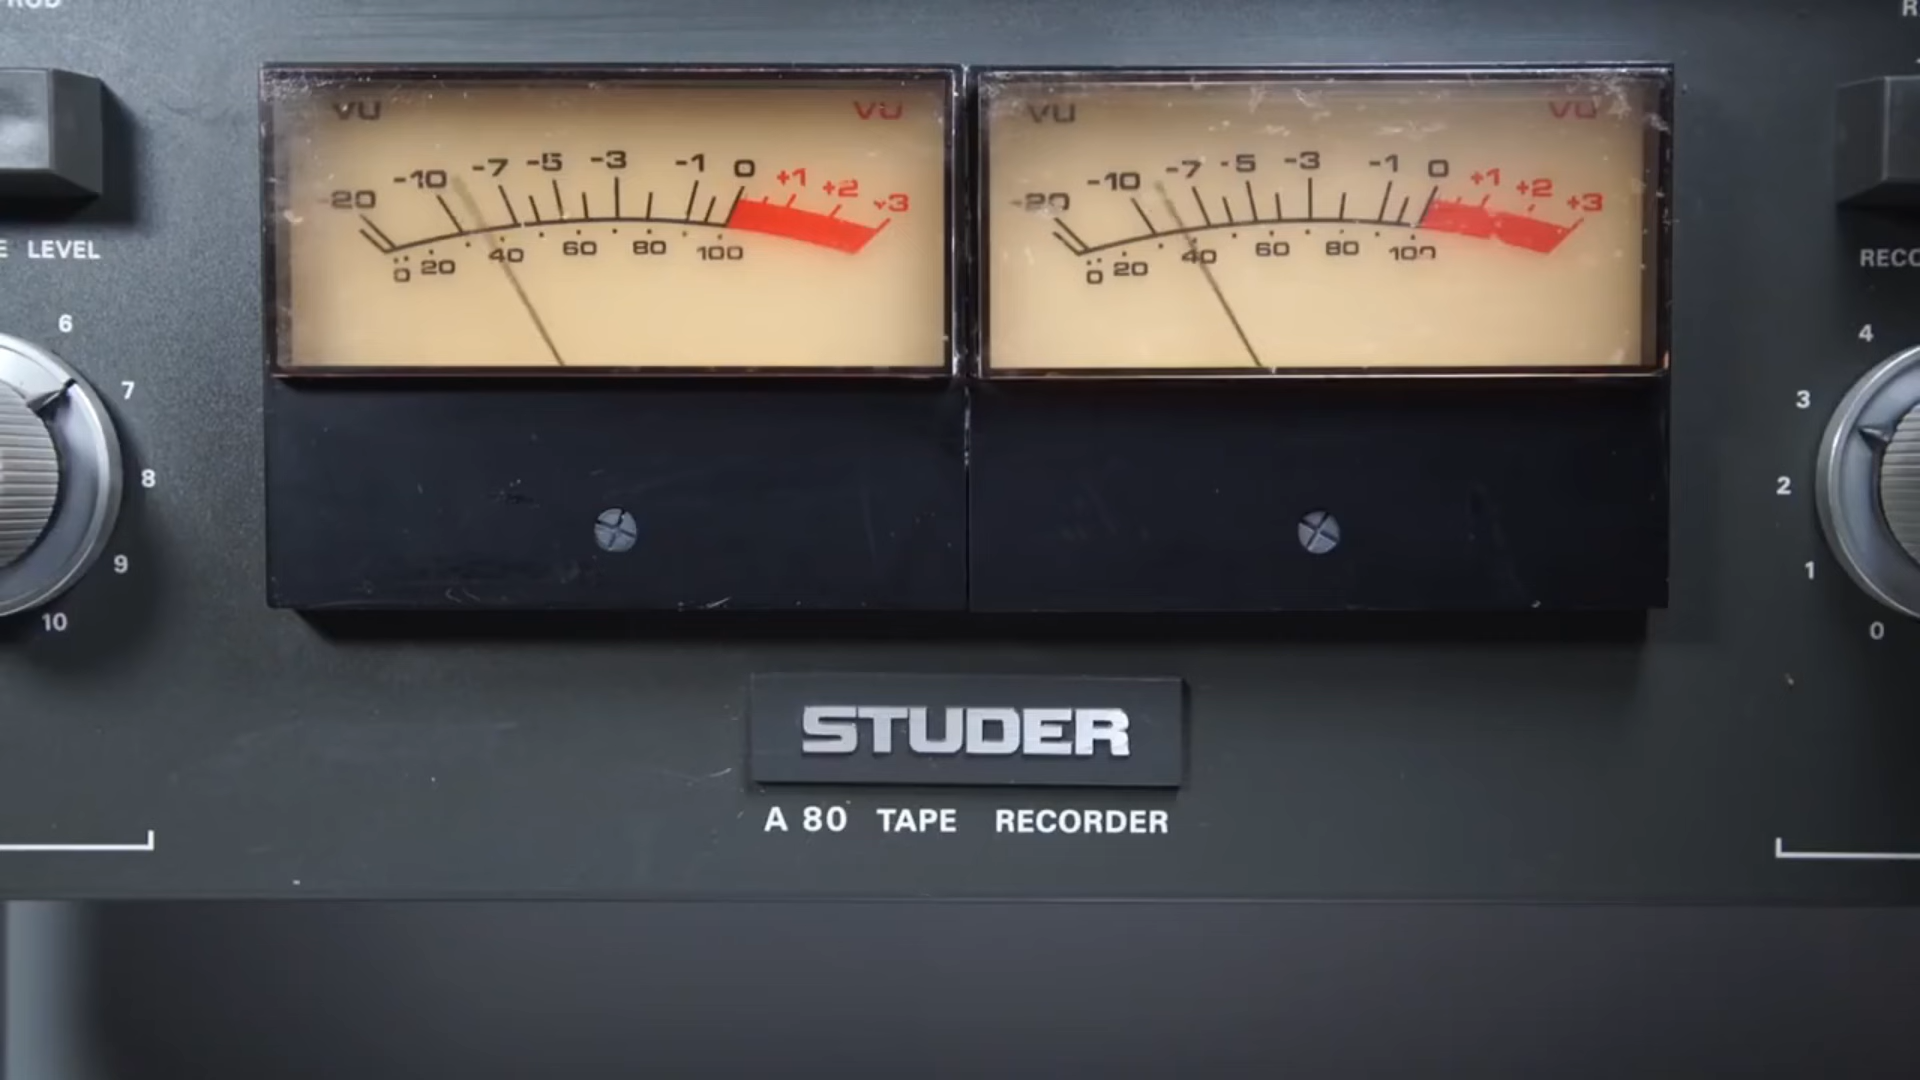 VU VU
-20 -10 -7 -5 -3 -1 0 +1 +2 +3
0 20 40 60 80 100
VU VU
-20 -10 -7 -5 -3 -1 0 +1 +2 +3
0 20 40 60 80 100
LEVEL
6
7
8
9
10
4
3
2
1
0
STUDER
A 80 TAPE RECORDER